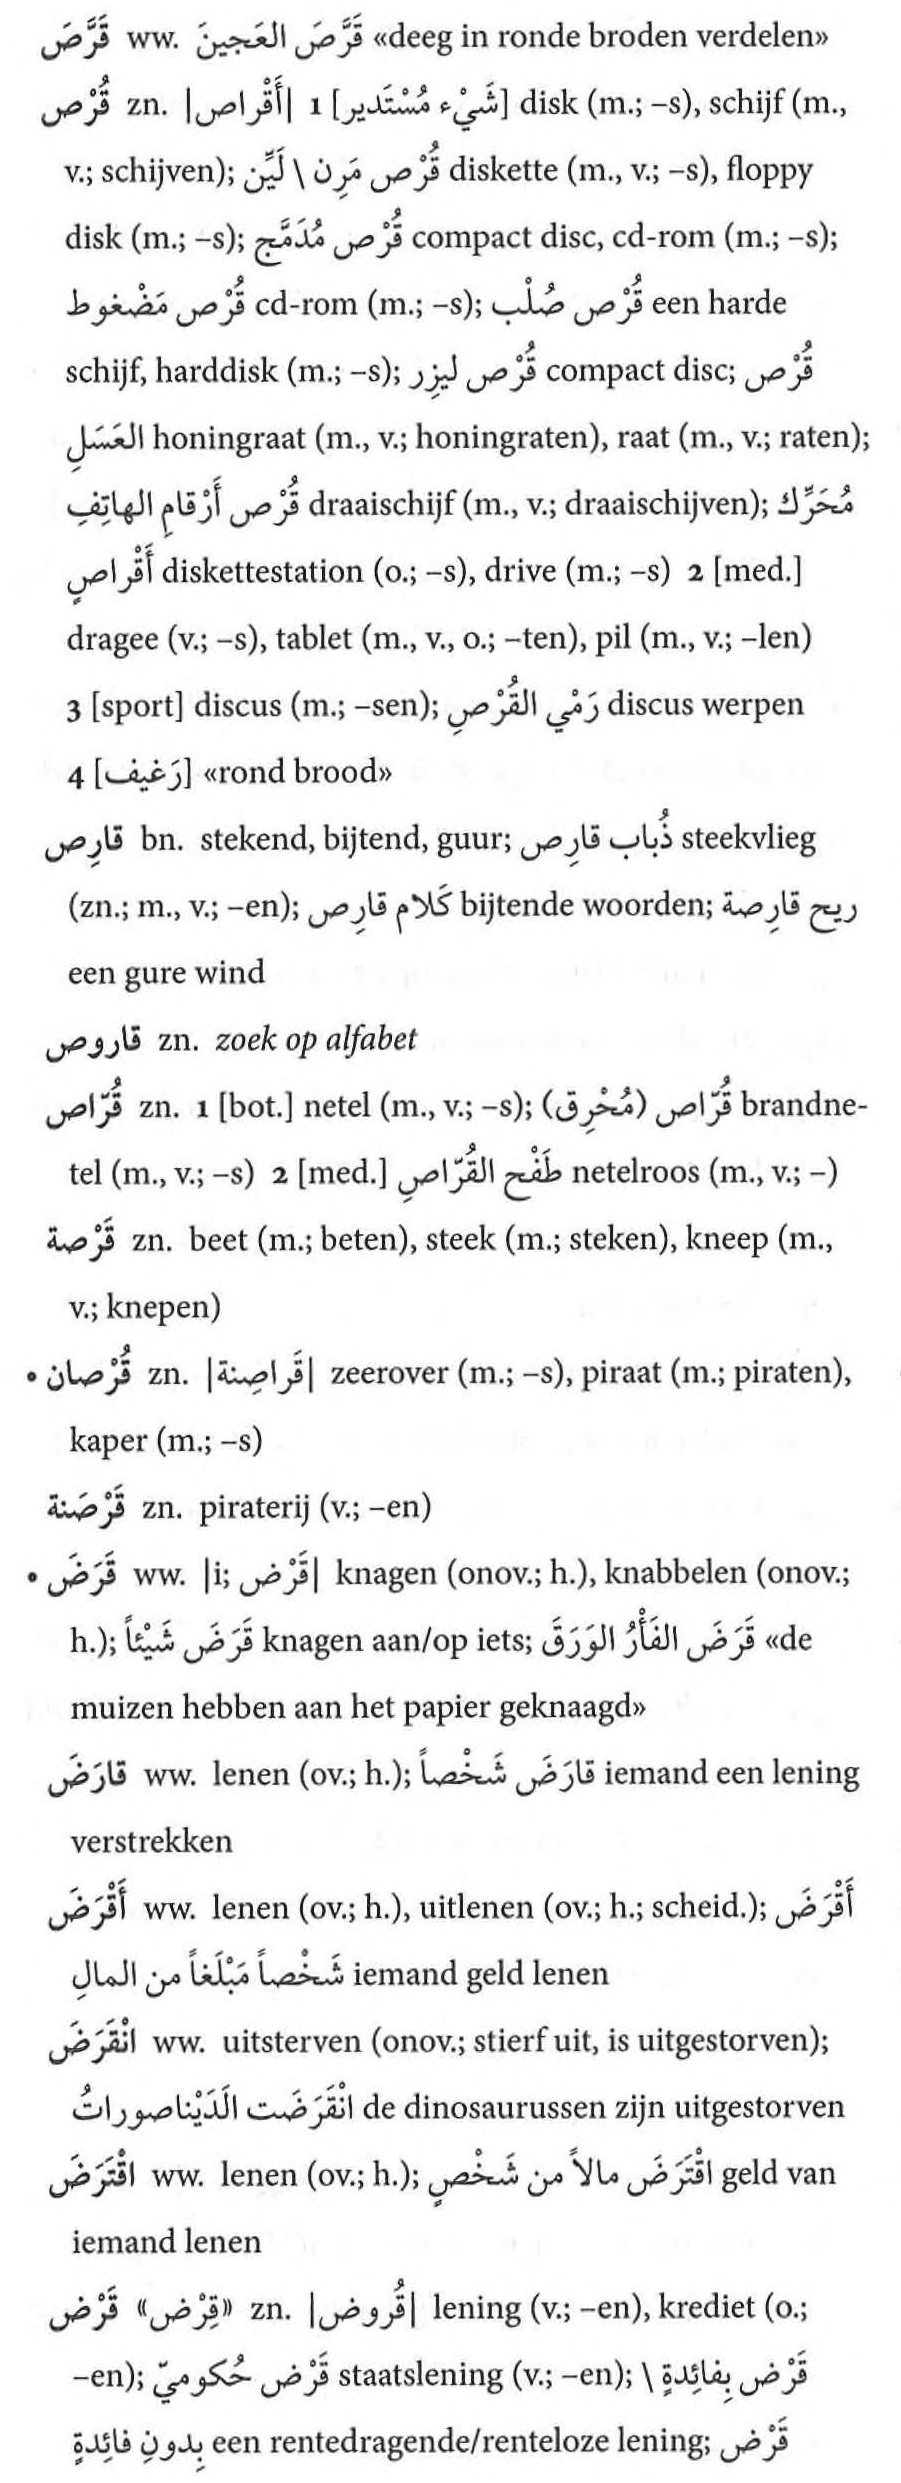 قَرَّصَ ww. قَرَّصَ العَجينَ «deeg in ronde broden verdelen»
قُرْص zn. |أَقْراص| 1 [شَيْء مُسْتَدير] disk (m.; –s), schijf (m.,
v.; schijven); قُرْص مَرِن \ لَيِّن diskette (m., v.; –s), floppy
disk (m.; –s); قُرْص مُدَمَّج compact disc, cd-rom (m.; –s);
قُرْص مَضْغوط cd-rom (m.; –s); قُرْص صُلْب een harde
schijf, harddisk (m.; –s); قُرْص ليزِر compact disc; قُرْص
العَسَلِ honingraat (m., v.; honingraten), raat (m., v.; raten);
قُرْص أَرْقامِ الهاتِفِ draaischijf (m., v.; draaischijven); مُحَرِّك
أَقْراصٍ diskettestation (o.; –s), drive (m.; –s) 2 [med.]
dragee (v.; –s), tablet (m., v., o.; –ten), pil (m., v.; –len)
3 [sport] discus (m.; –sen); رَمْي القُرْصِ discus werpen
4 [رَغيف] «rond brood»
قارِص bn. stekend, bijtend, guur; ذُباب قارِص steekvlieg
(zn.; m., v.; –en); كَلام قارِص bijtende woorden; ريح قارِصة
een gure wind
قاروص zn. zoek op alfabet
قُرّاص zn. 1 [bot.] netel (m., v.; –s); قُرّاص (مُحْرِق) brandne-
tel (m., v.; –s) 2 [med.] طَفْح القُرّاصِ netelroos (m., v.; –)
قَرْصة zn. beet (m.; beten), steek (m.; steken), kneep (m.,
v.; knepen)
• قُرْصان zn. |قَراصِنة| zeerover (m.; –s), piraat (m.; piraten),
kaper (m.; –s)
قَرْصَنة zn. piraterij (v.; –en)
• قَرَضَ ww. |i; قَرْض| knagen (onov.; h.), knabbelen (onov.;
h.); قَرَضَ شَيْئاً knagen aan/op iets; قَرَضَ الفَأْرُ الوَرَقَ «de
muizen hebben aan het papier geknaagd»
قارَضَ ww. lenen (ov.; h.); قارَضَ شَخْصاً iemand een lening
verstrekken
أَقْرَضَ ww. lenen (ov.; h.), uitlenen (ov.; h.; scheid.); أَقْرَضَ
شَخْصاً مَبْلَغاً من المالِ iemand geld lenen
انْقَرَضَ ww. uitsterven (onov.; stierf uit, is uitgestorven);
انْقَرَضَت الَّدَيْناصوراتُ de dinosaurussen zijn uitgestorven
اقْتَرَضَ ww. lenen (ov.; h.); اقْتَرَضَ مالاً من شَخْصٍ geld van
iemand lenen
قَرْض «قِرْض» zn. |قُروض| lening (v.; –en), krediet (o.;
–en); قَرْض حُكوميّ staatslening (v.; –en); قَرْض بِفائِدةٍ \
بِدونِ فائِدةٍ een rentedragende/renteloze lening; قَرْض